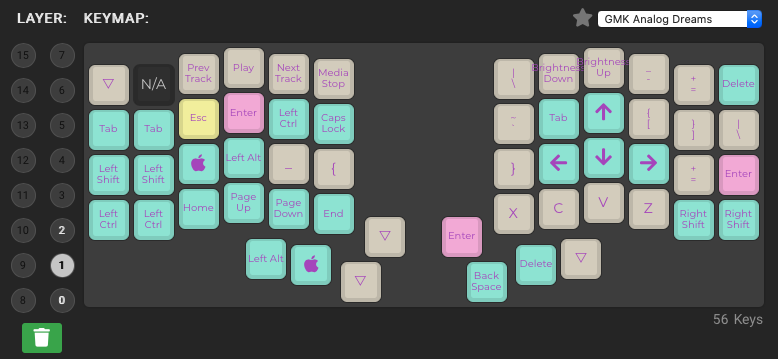 LAYER: KEYMAP: GMK Analog Dreams
15 7
14 6
13 5
12 4
11 3
10 2
9 1
8 0
▽ N/A Prev Track Play Next Track Media Stop | \ Brightness Down Brightness Up _ - + = Delete
Tab Tab Esc Enter Left Ctrl Caps Lock _ - Tab ↑ { [ } ] | \
Left Shift Left Shift Left Alt _ { } ← ↓ → + = Enter
Left Ctrl Left Ctrl Home Page Up Page Down End X C V Z Right Shift Right Shift
▽ Enter
Left Alt ▽ Back Space Delete ▽
56 Keys